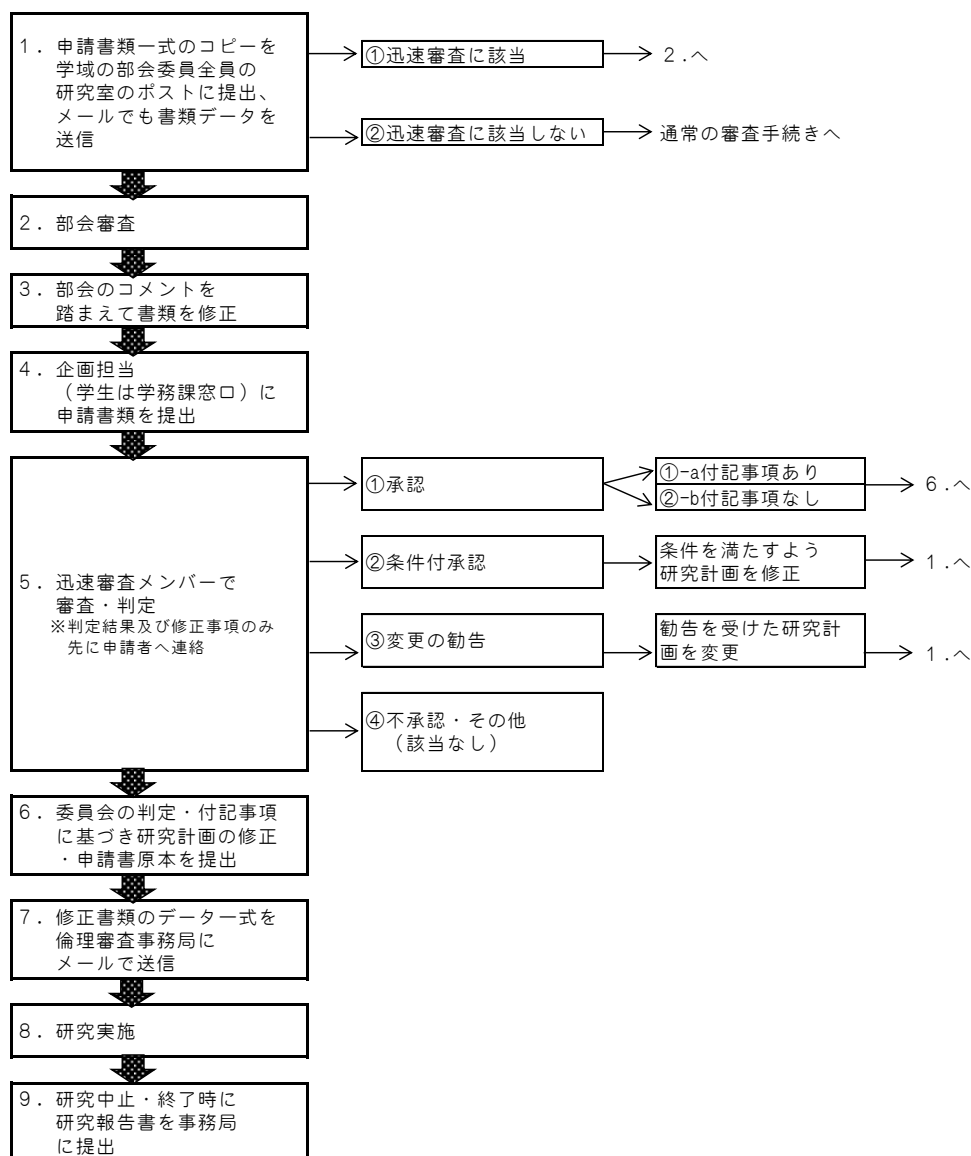 1．申請書類一式のコピーを
学域の部会委員全員の
研究室のポストに提出、
メールでも書類データを
送信
①迅速審査に該当
2．へ
②迅速審査に該当しない
通常の審査手続きへ
2．部会審査
3．部会のコメントを
踏まえて書類を修正
4．企画担当
（学生は学務課窓口）に
申請書類を提出
5．迅速審査メンバーで
審査・判定
※判定結果及び修正事項のみ
先に申請者へ連絡
①承認
①-a付記事項あり
②-b付記事項なし
6．へ
②条件付承認
条件を満たすよう
研究計画を修正
1．へ
③変更の勧告
勧告を受けた研究計
画を変更
1．へ
④不承認・その他
（該当なし）
6．委員会の判定・付記事項
に基づき研究計画の修正
・申請書原本を提出
7．修正書類のデータ一式を
倫理審査事務局に
メールで送信
8．研究実施
9．研究中止・終了時に
研究報告書を事務局
に提出